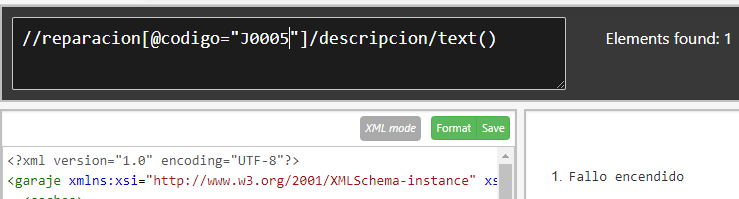 //reparacion[@codigo="J0005"]/descripcion/text()
Elements found: 1
XML mode
Format
Save
<?xml version="1.0" encoding="UTF-8"?>
<garaje xmlns:xsi="http://www.w3.org/2001/XMLSchema-instance" xs
1. Fallo encendido